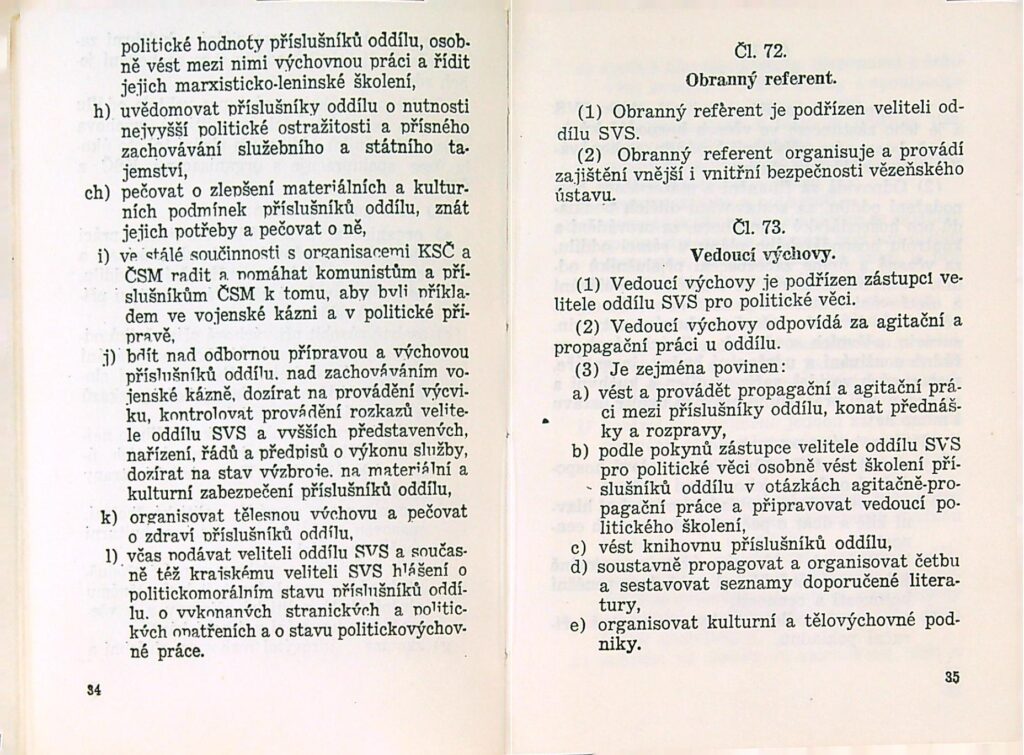 politické hodnoty příslušníků oddílu, osob-
ně vést mezi nimi výchovnou práci a řídit
jejich marxisticko-leninské školení,
h) uvědomovat příslušníky oddílu o nutnosti
nejvyšší politické ostražitosti a přísného
zachovávání služebního a státního ta-
jemství,
ch) pečovat o zlepšení materiálních a kultur-
ních podmínek příslušníků oddílu, znát
jejich potřeby a pečovat o ně,
i) ve stálé součinnosti s organisacemi KSČ a
ČSM radit a pomáhat komunistům a pří-
slušníkům ČSM k tomu, aby byli příkla-
dem ve vojenské kázni a v politické pří-
pravě,
j) bdít nad odbornou přípravou a výchovou
příslušníků oddílu, nad zachováváním vo-
jenské kázně, dozírat na provádění výcvi-
ku, kontrolovat provádění rozkazů velite-
le oddílu SVS a vyšších představených,
nařízení, řádů a předpisů o výkonu služby,
dozírat na stav výzbroje, na materiální a
kulturní zabezpečení příslušníků oddílu,
k) organisovat tělesnou výchovu a pečovat
o zdraví příslušníků oddílu,
l) včas podávat veliteli oddílu SVS a součas-
ně též krajskému veliteli SVS hlášení o
politickomorálním stavu příslušníků oddí-
lu, o vykonaných stranických a politic-
kých opatřeních a o stavu politickovýchov-
né práce.
34
Čl. 72.
Obranný referent.
(1) Obranný referent je podřízen veliteli od-
dílu SVS.
(2) Obranný referent organisuje a provádí
zajištění vnější i vnitřní bezpečnosti vězeňského
ústavu.
Čl. 73.
Vedoucí výchovy.
(1) Vedoucí výchovy je podřízen zástupci ve-
litele oddílu SVS pro politické věci.
(2) Vedoucí výchovy odpovídá za agitační a
propagační práci u oddílu.
(3) Je zejména povinen:
a) vést a provádět propagační a agitační prá-
ci mezi příslušníky oddílu, konat přednáš-
ky a rozpravy,
b) podle pokynů zástupce velitele oddílu SVS
pro politické věci osobně vést školení pří-
slušníků oddílu v otázkách agitačně-pro-
pagační práce a připravovat vedoucí po-
litického školení,
c) vést knihovnu příslušníků oddílu,
d) soustavně propagovat a organisovat četbu
a sestavovat seznamy doporučené litera-
tury,
e) organisovat kulturní a tělovýchovné pod-
niky.
35